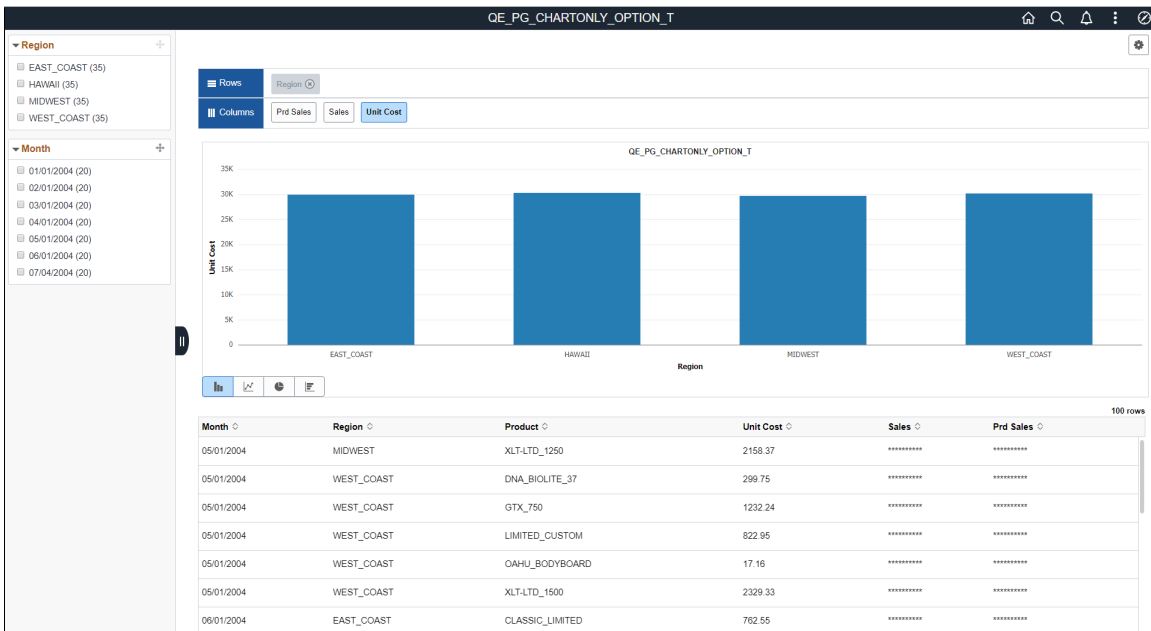 QE_PG_CHARTONLY_OPTION_T
Region
EAST_COAST (35)
HAWAII (35)
MIDWEST (35)
WEST_COAST (35)
Month
01/01/2004 (20)
02/01/2004 (20)
03/01/2004 (20)
04/01/2004 (20)
05/01/2004 (20)
06/01/2004 (20)
07/04/2004 (20)
Rows Region
Columns Prd Sales Sales Unit Cost
QE_PG_CHARTONLY_OPTION_T
35K
30K
25K
20K
15K
10K
5K
0
Unit Cost
EAST_COAST HAWAII MIDWEST WEST_COAST
Region
100 rows
Month Region Product Unit Cost Sales Prd Sales
05/01/2004 MIDWEST XLT-LTD_1250 2158.37 ********** **********
05/01/2004 WEST_COAST DNA_BIOLITE_37 299.75 ********** **********
05/01/2004 WEST_COAST GTX_750 1232.24 ********** **********
05/01/2004 WEST_COAST LIMITED_CUSTOM 822.95 ********** **********
05/01/2004 WEST_COAST OAHU_BODYBOARD 17.16 ********** **********
05/01/2004 WEST_COAST XLT-LTD_1500 2329.33 ********** **********
06/01/2004 EAST_COAST CLASSIC_LIMITED 762.55 ********** **********